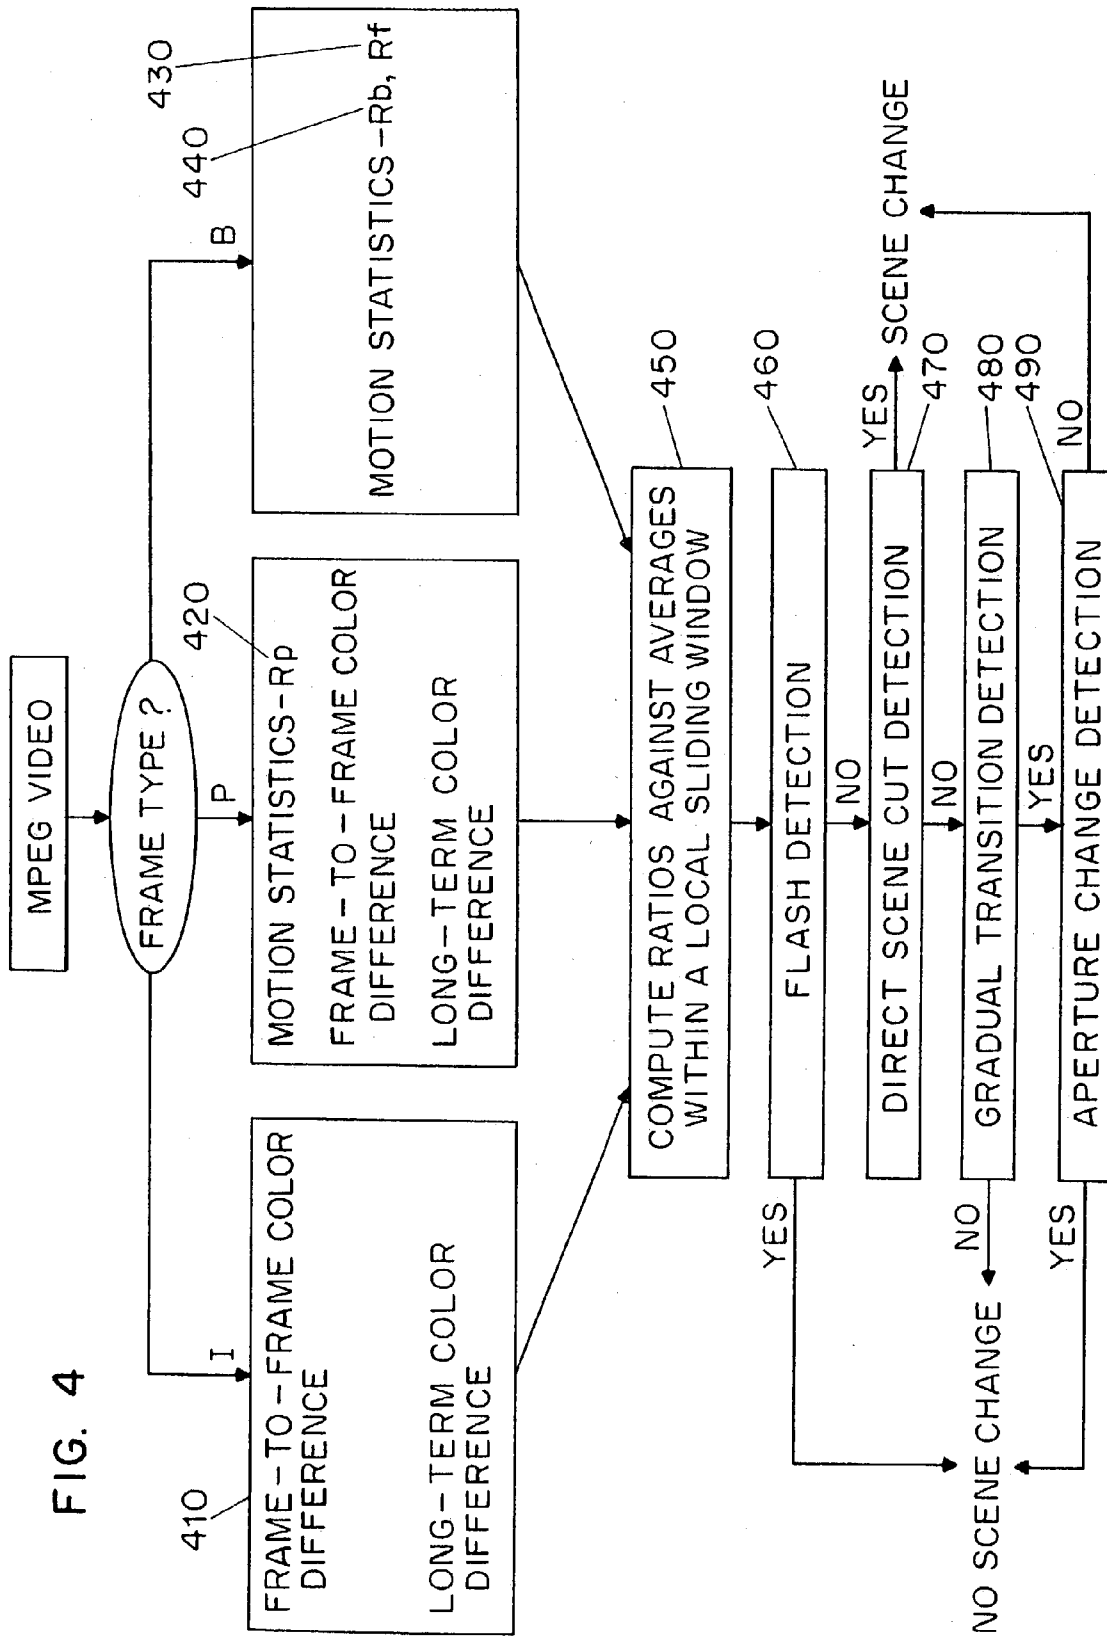 FIG. 4
MPEG VIDEO
FRAME TYPE ?
I
P
B
410
FRAME-TO-FRAME COLOR
DIFFERENCE
LONG-TERM COLOR
DIFFERENCE
420
MOTION STATISTICS-Rp
FRAME-TO-FRAME COLOR
DIFFERENCE
LONG-TERM COLOR
DIFFERENCE
440
430
MOTION STATISTICS-Rb, Rf
COMPUTE RATIOS AGAINST AVERAGES
WITHIN A LOCAL SLIDING WINDOW
450
YES
FLASH DETECTION
460
NO
DIRECT SCENE CUT DETECTION
YES
SCENE CHANGE
470
NO
NO SCENE CHANGE
NO
GRADUAL TRANSITION DETECTION
480
YES
490
YES
APERTURE CHANGE DETECTION
NO